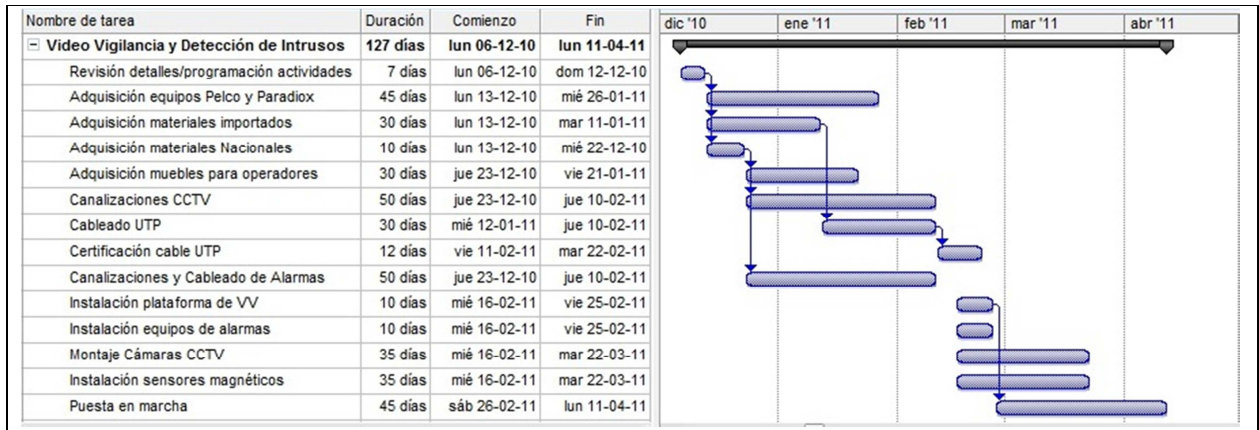 Nombre de tarea Duración Comienzo Fin dic '10 ene '11 feb '11 mar '11 abr '11
Video Vigilancia y Detección de Intrusos 127 días lun 06-12-10 lun 11-04-11
Revisión detalles/programación actividades 7 días lun 06-12-10 dom 12-12-10
Adquisición equipos Pelco y Paradiox 45 días lun 13-12-10 mié 26-01-11
Adquisición materiales importados 30 días lun 13-12-10 mar 11-01-11
Adquisición materiales Nacionales 10 días lun 13-12-10 mié 22-12-10
Adquisición muebles para operadores 30 días jue 23-12-10 vie 21-01-11
Canalizaciones CCTV 50 días jue 23-12-10 jue 10-02-11
Cableado UTP 30 días mié 12-01-11 jue 10-02-11
Certificación cable UTP 12 días vie 11-02-11 mar 22-02-11
Canalizaciones y Cableado de Alarmas 50 días jue 23-12-10 jue 10-02-11
Instalación plataforma de VV 10 días mié 16-02-11 vie 25-02-11
Instalación equipos de alarmas 10 días mié 16-02-11 vie 25-02-11
Montaje Cámaras CCTV 35 días mié 16-02-11 mar 22-03-11
Instalación sensores magnéticos 35 días mié 16-02-11 mar 22-03-11
Puesta en marcha 45 días sáb 26-02-11 lun 11-04-11